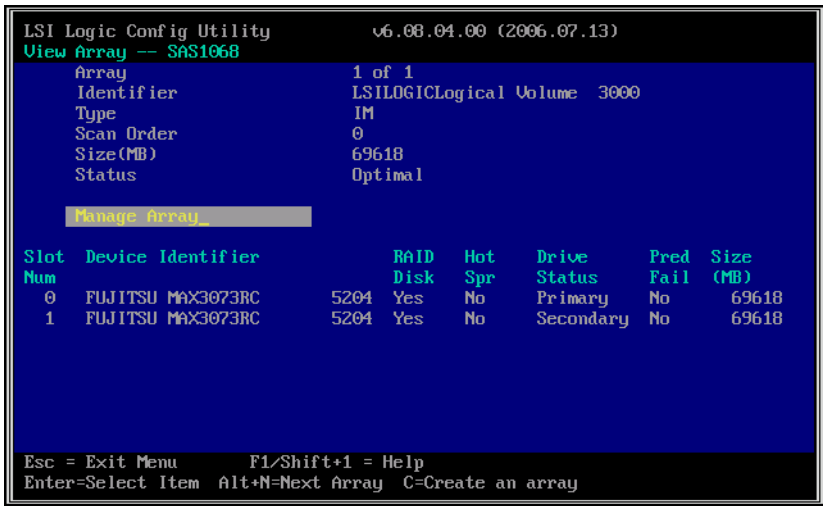 LSI Logic Config Utility v6.08.04.00 (2006.07.13)
View Array -- SAS1068
Array 1 of 1
Identifier LSILOGICLogical Volume 3000
Type IM
Scan Order 0
Size(MB) 69618
Status Optimal
Manage Array_
Slot Device Identifier RAID Hot Drive Pred Size
Num Disk Spr Status Fail (MB)
0 FUJITSU MAX3073RC 5204 Yes No Primary No 69618
1 FUJITSU MAX3073RC 5204 Yes No Secondary No 69618
Esc = Exit Menu F1/Shift+1 = Help
Enter=Select Item Alt+N=Next Array C=Create an array